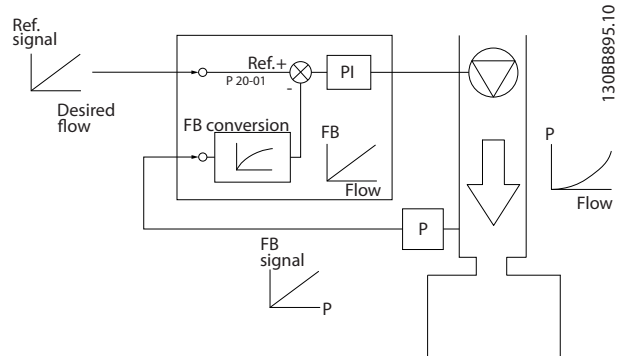 Ref.
signal
Desired
flow
Ref.+
P 20-01
-
PI
FB conversion
FB
Flow
P
Flow
P
FB
signal
P
130BB895.10